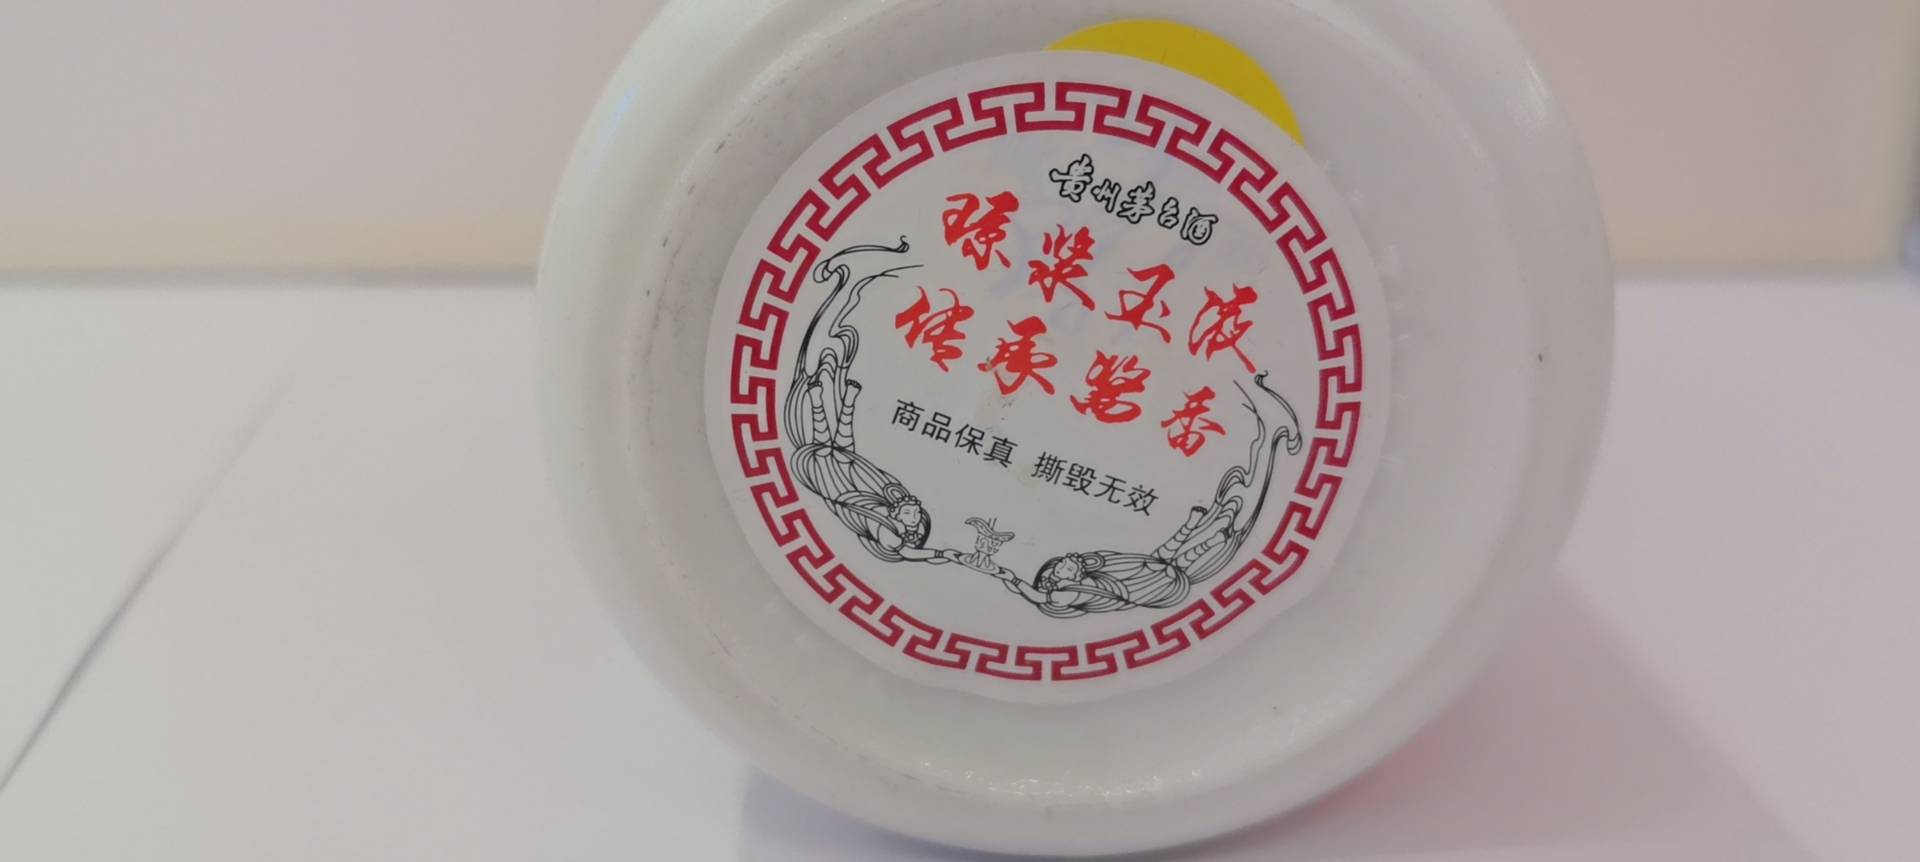 贵州茅台酒
琼浆玉液
传承酱香
商品保真 撕毁无效